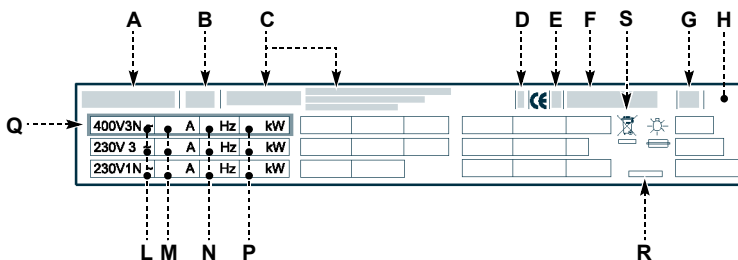 A B C D E F S G H
CE
Q
400V3N ~ A Hz kW
230V 3 ~ A Hz kW
230V1N ~ A Hz kW
L M N P R